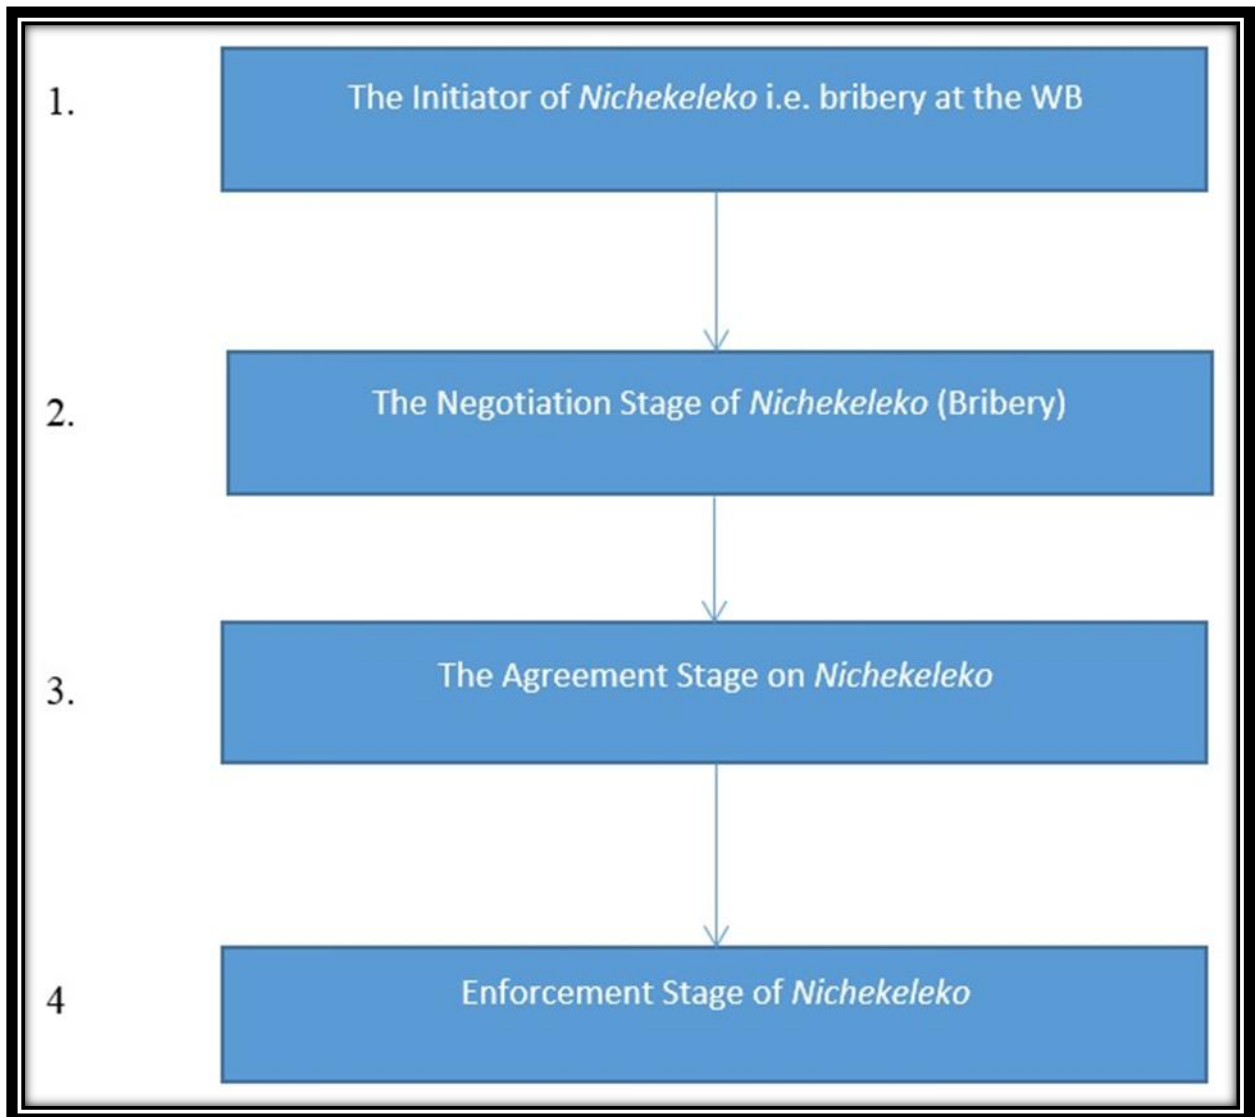 1. The Initiator of Nichekeleko i.e. bribery at the WB
2. The Negotiation Stage of Nichekeleko (Bribery)
3. The Agreement Stage on Nichekeleko
4 Enforcement Stage of Nichekeleko